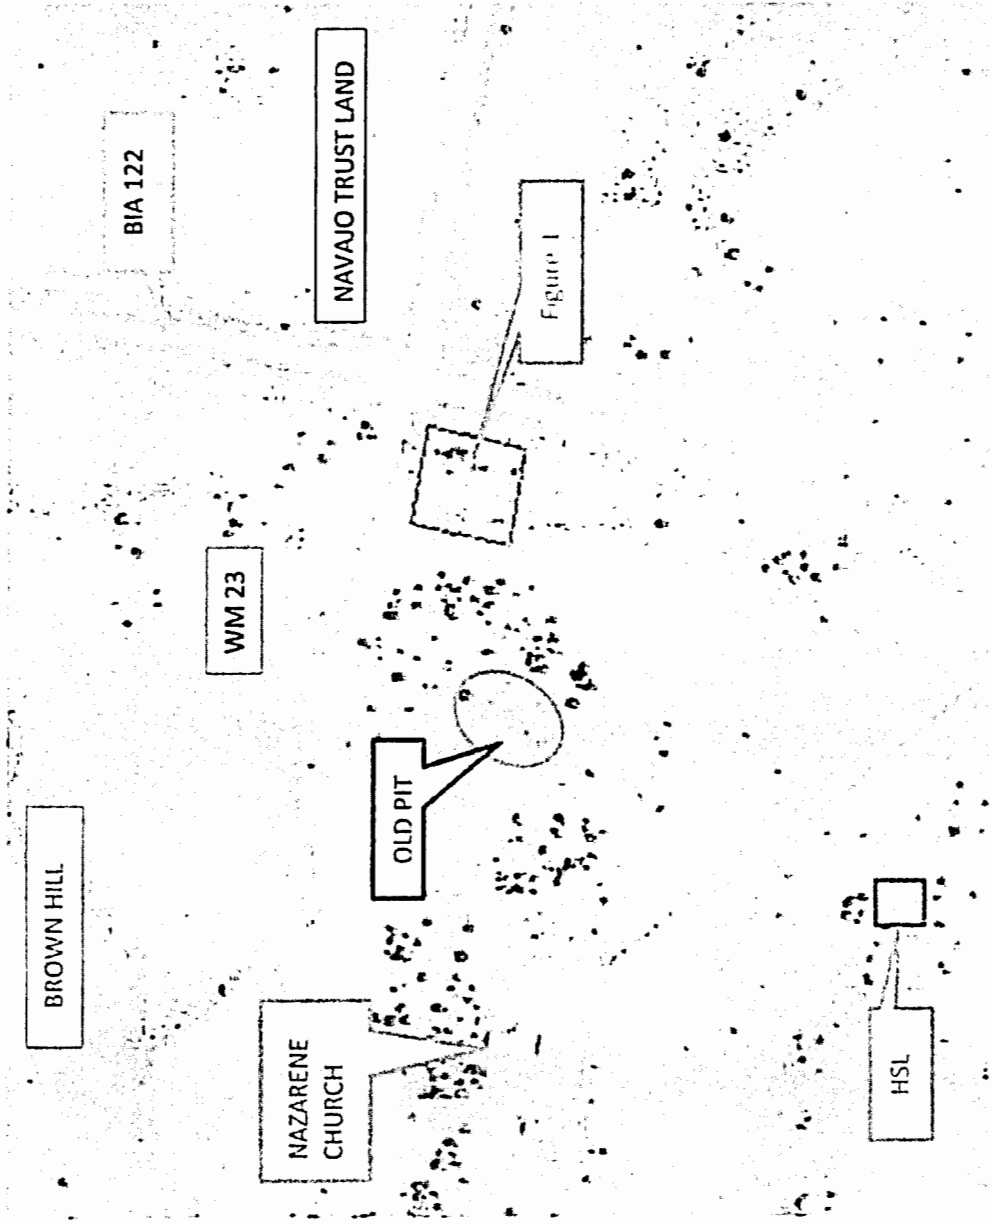 BROWN HILL
WM 23
BIA 122
NAVAJO TRUST LAND
NAZARENE
CHURCH
OLD PIT
Figure 1
HSL